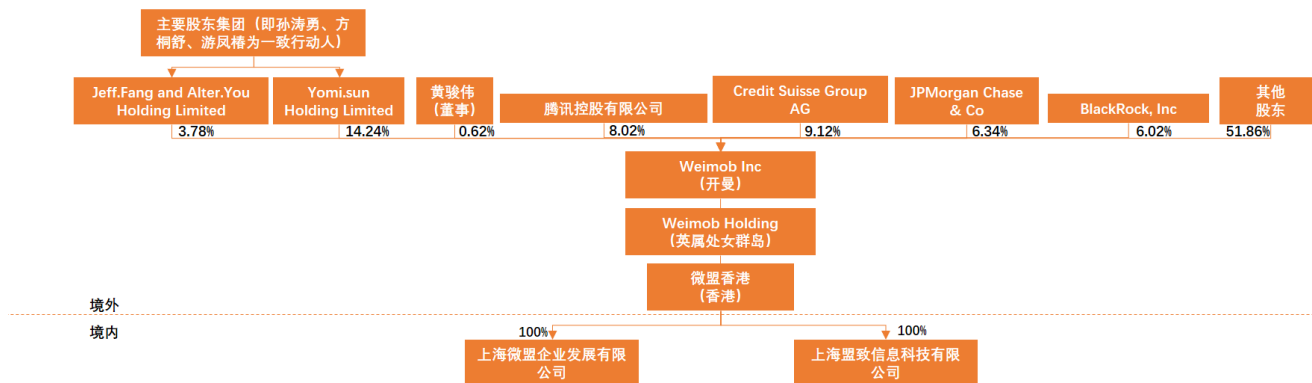 主要股东集团（即孙涛勇、方
桐舒、游凤椿为一致行动人）
Jeff.Fang and Alter.You
Holding Limited
Yomi.sun
Holding Limited
黄骏伟
（董事）
腾讯控股有限公司
Credit Suisse Group
AG
JPMorgan Chase
& Co
BlackRock, Inc
其他
股东
3.78%
14.24%
0.62%
8.02%
9.12%
6.34%
6.02%
51.86%
Weimob Inc
（开曼）
Weimob Holding
（英属处女群岛）
微盟香港
（香港）
境外
境内
100%
100%
上海微盟企业发展有限
公司
上海盟致信息科技有限
公司